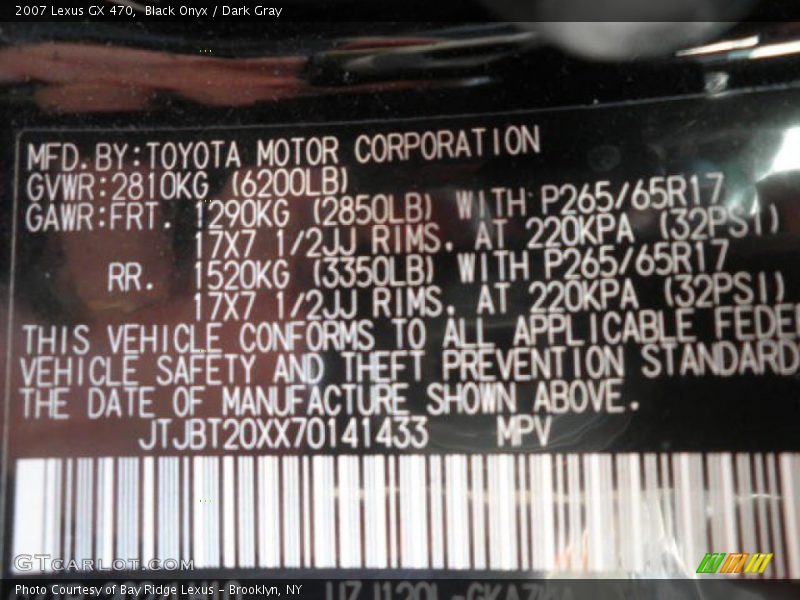 2007 Lexus GX 470, Black Onyx / Dark Gray
MFD.BY:TOYOTA MOTOR CORPORATION
GVWR:2810KG (6200LB)
GAWR:FRT. 1290KG (2850LB) WITH P265/65R17
17X7 1/2JJ RIMS. AT 220KPA (32PSI)
RR. 1520KG (3350LB) WITH P265/65R17
17X7 1/2JJ RIMS. AT 220KPA (32PSI)
THIS VEHICLE CONFORMS TO ALL APPLICABLE FEDE
VEHICLE SAFETY AND THEFT PREVENTION STANDARD
THE DATE OF MANUFACTURE SHOWN ABOVE.
JTJBT20XX70141433 MPV
GTCARLOT.COM
Photo Courtesy of Bay Ridge Lexus - Brooklyn, NY